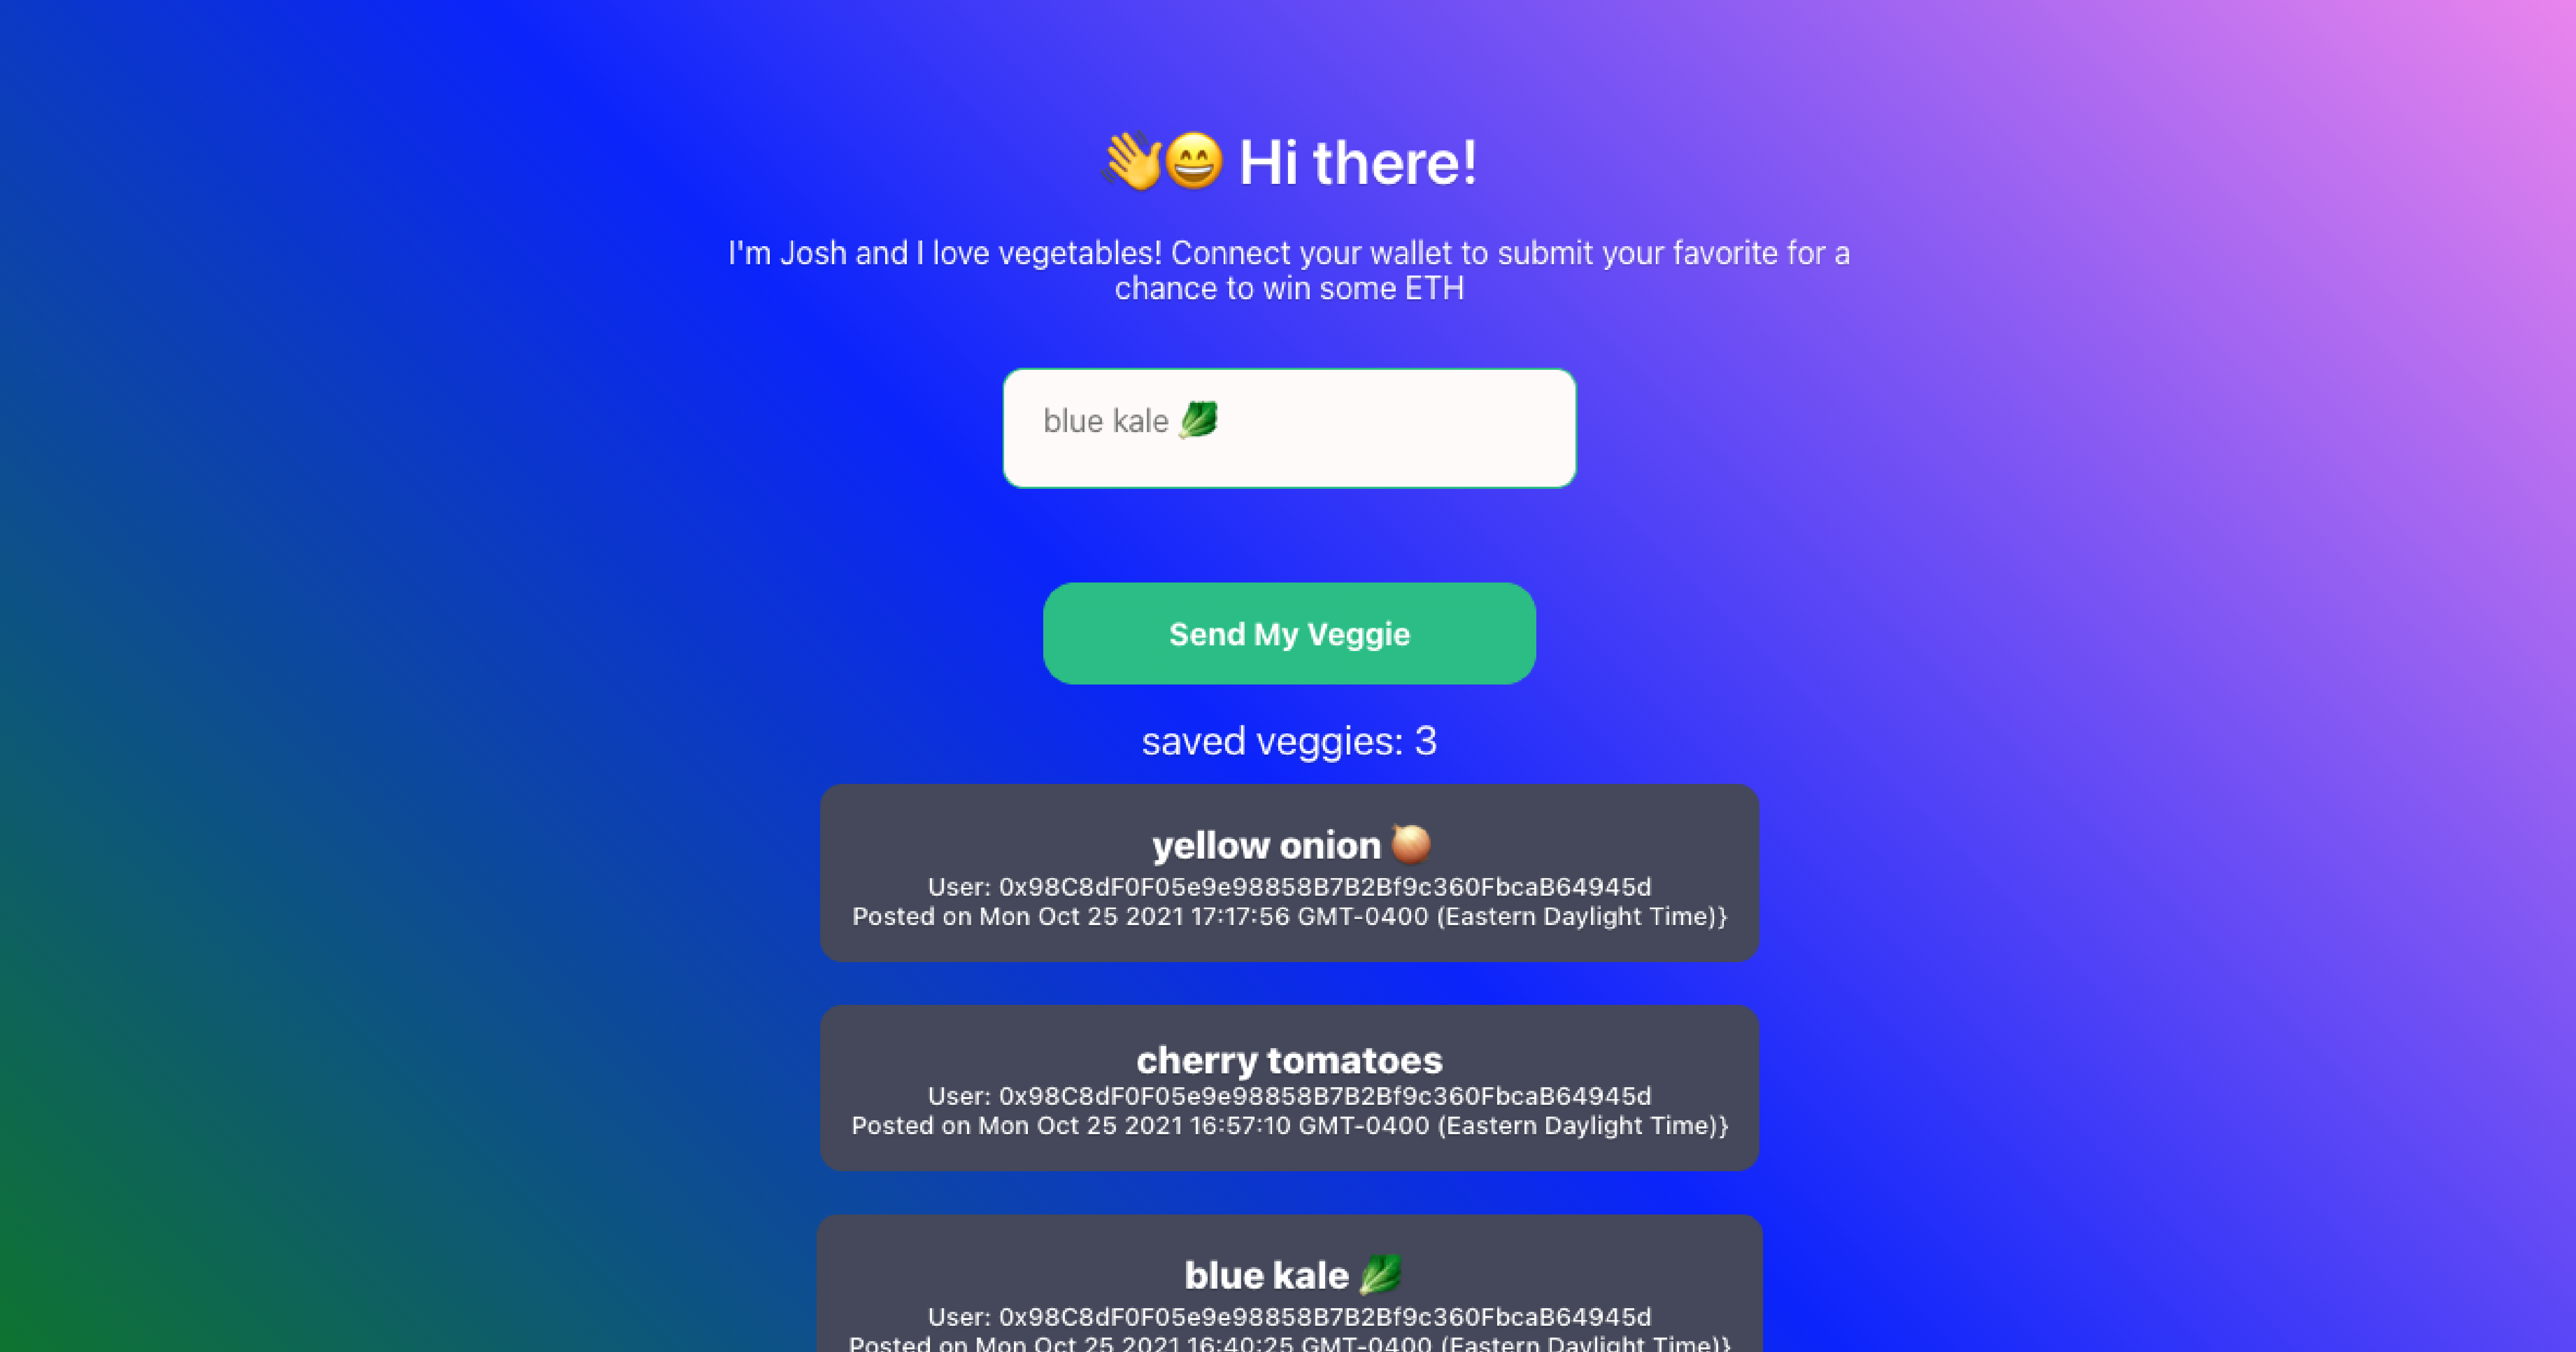 👋😄 Hi there!
I'm Josh and I love vegetables! Connect your wallet to submit your favorite for a
chance to win some ETH
blue kale 🥬
Send My Veggie
saved veggies: 3
yellow onion 🧅
User: 0x98C8dF0F05e9e98858B7B2Bf9c360FbcaB64945d
Posted on Mon Oct 25 2021 17:17:56 GMT-0400 (Eastern Daylight Time)}
cherry tomatoes
User: 0x98C8dF0F05e9e98858B7B2Bf9c360FbcaB64945d
Posted on Mon Oct 25 2021 16:57:10 GMT-0400 (Eastern Daylight Time)}
blue kale 🥬
User: 0x98C8dF0F05e9e98858B7B2Bf9c360FbcaB64945d
Posted on Mon Oct 25 2021 16:40:25 GMT-0400 (Eastern Daylight Time)}